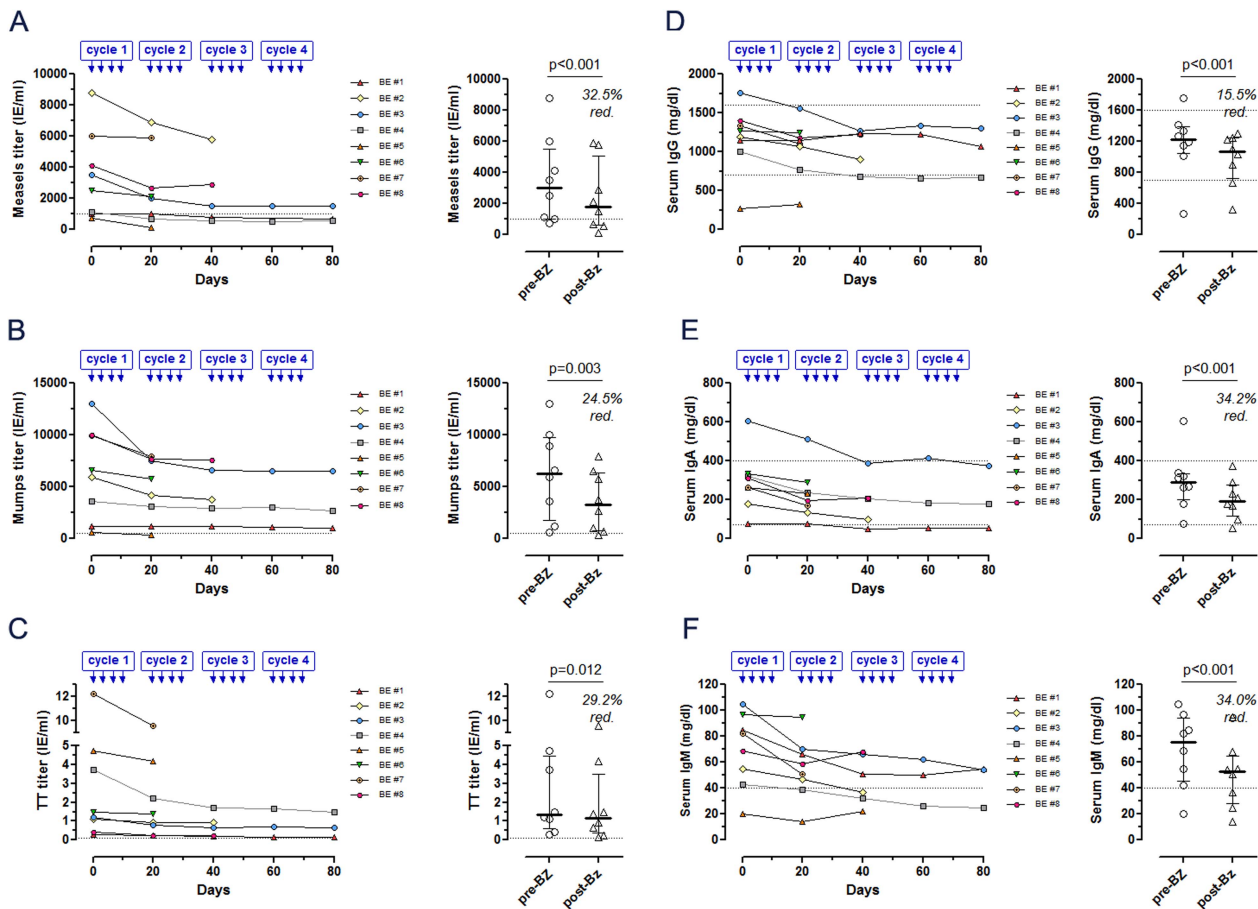 A
cycle 1 cycle 2 cycle 3 cycle 4
Measels titer (IE/ml)
10000
8000
6000
4000
2000
0
0 20 40 60 80
Days
BE #1
BE #2
BE #3
BE #4
BE #5
BE #6
BE #7
BE #8
p<0.001
32.5%
red.
Measels titer (IE/ml)
10000
8000
6000
4000
2000
0
pre-BZ post-Bz
D
cycle 1 cycle 2 cycle 3 cycle 4
Serum IgG (mg/dl)
2000
1500
1000
500
0
0 20 40 60 80
Days
BE #1
BE #2
BE #3
BE #4
BE #5
BE #6
BE #7
BE #8
p<0.001
15.5%
red.
Serum IgG (mg/dl)
2000
1600
1200
800
400
0
pre-BZ post-Bz
B
cycle 1 cycle 2 cycle 3 cycle 4
Mumps titer (IE/ml)
15000
10000
5000
0
0 20 40 60 80
Days
BE #1
BE #2
BE #3
BE #4
BE #5
BE #6
BE #7
BE #8
p=0.003
24.5%
red.
Mumps titer (IE/ml)
15000
10000
5000
0
pre-BZ post-Bz
E
cycle 1 cycle 2 cycle 3 cycle 4
Serum IgA (mg/dl)
800
600
400
200
0
0 20 40 60 80
Days
BE #1
BE #2
BE #3
BE #4
BE #5
BE #6
BE #7
BE #8
p<0.001
34.2%
red.
Serum IgA (mg/dl)
800
600
400
200
0
pre-BZ post-Bz
C
cycle 1 cycle 2 cycle 3 cycle 4
TT titer (IE/ml)
12
10
8
5
4
3
2
1
0
0 20 40 60 80
Days
BE #1
BE #2
BE #3
BE #4
BE #5
BE #6
BE #7
BE #8
p=0.012
29.2%
red.
TT titer (IE/ml)
12
10
8
5
4
3
2
1
0
pre-BZ post-Bz
F
cycle 1 cycle 2 cycle 3 cycle 4
Serum IgM (mg/dl)
120
100
80
60
40
20
0
0 20 40 60 80
Days
BE #1
BE #2
BE #3
BE #4
BE #5
BE #6
BE #7
BE #8
p<0.001
34.0%
red.
Serum IgM (mg/dl)
120
100
80
60
40
20
0
pre-BZ post-Bz